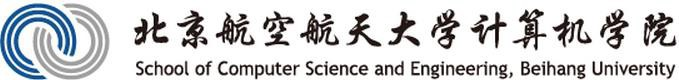 北京航空航天大学计算机学院
School of Computer Science and Engineering, Beihang University